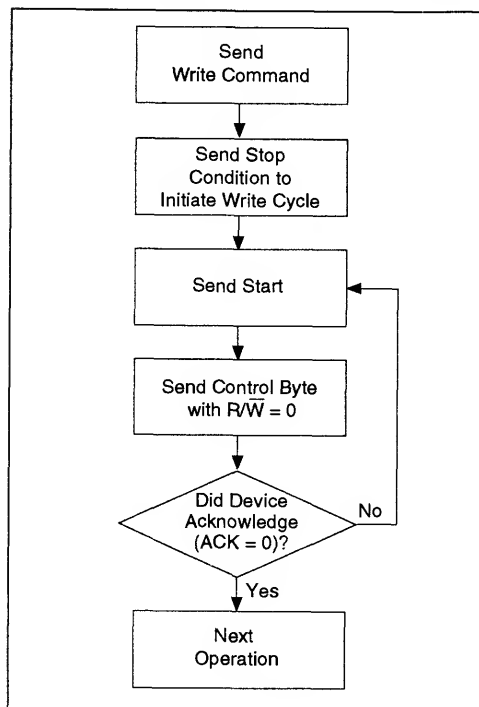 Send
Write Command
Send Stop
Condition to
Initiate Write Cycle
Send Start
Send Control Byte
with R/W̅ = 0
Did Device
Acknowledge
(ACK = 0)?
No
Yes
Next
Operation